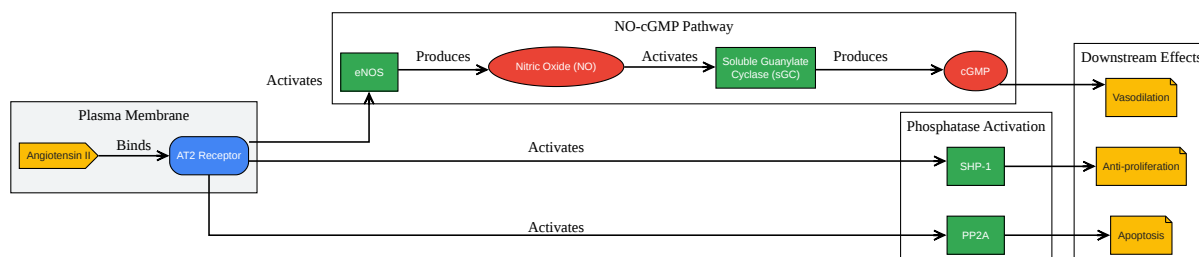 NO-cGMP Pathway
Produces
Activates
Produces
eNOS
Nitric Oxide (NO)
Soluble Guanylate
Cyclase (sGC)
cGMP
Activates
Downstream Effects
Vasodilation
Plasma Membrane
Angiotensin II
Binds
AT2 Receptor
Phosphatase Activation
Activates
SHP-1
Anti-proliferation
Activates
PP2A
Apoptosis